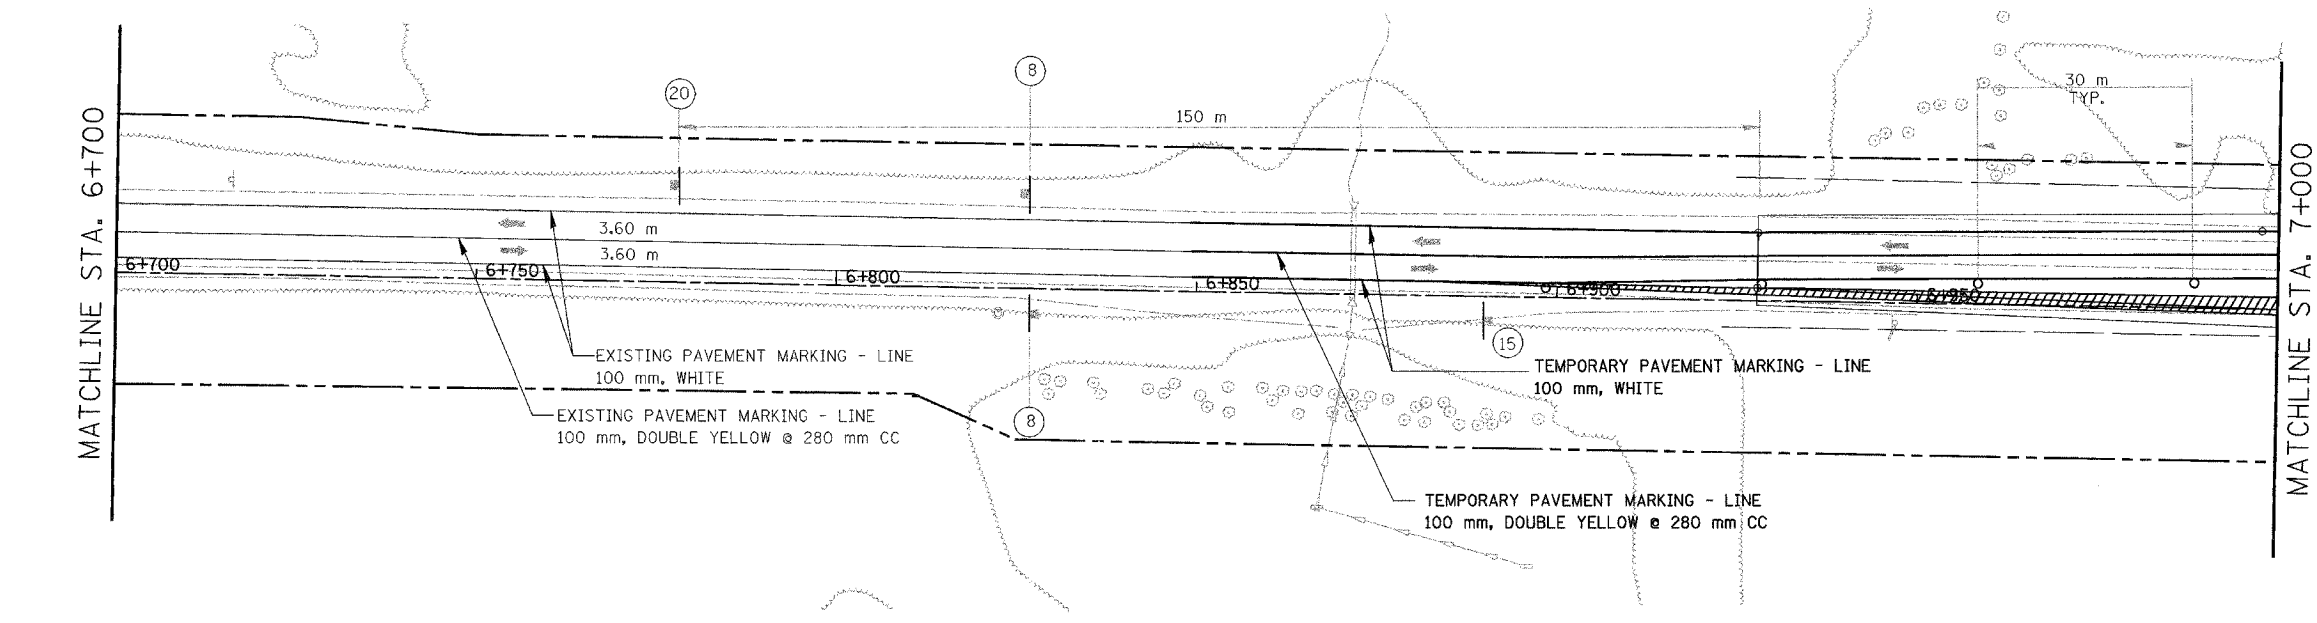 MATCHLINE STA. 6+700
20
8
150 m
30 m
TYP.
3.60 m
3.60 m
6+700
6+750
6+800
6+850
6+900
6+950
EXISTING PAVEMENT MARKING - LINE
100 mm, WHITE
EXISTING PAVEMENT MARKING - LINE
100 mm, DOUBLE YELLOW @ 280 mm CC
8
15
TEMPORARY PAVEMENT MARKING - LINE
100 mm, WHITE
TEMPORARY PAVEMENT MARKING - LINE
100 mm, DOUBLE YELLOW @ 280 mm CC
MATCHLINE STA. 7+000